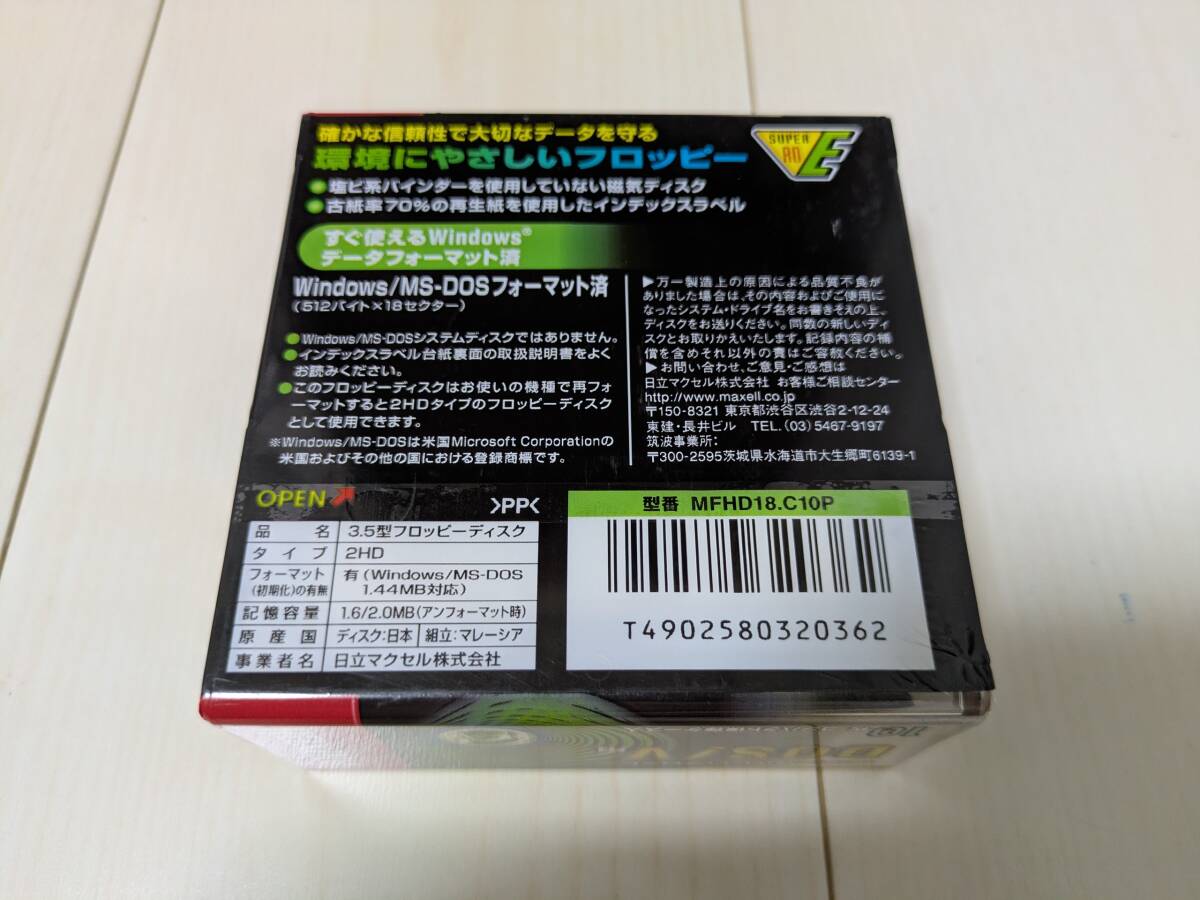 確かな信頼性で大切なデータを守る
環境にやさしいフロッピー
SUPER
RD
E
●塩ビ系バインダーを使用していない磁気ディスク
●古紙率70%の再生紙を使用したインデックスラベル
すぐ使えるWindows®
データフォーマット済
Windows/MS-DOSフォーマット済
(512バイト×18セクター)
●Windows/MS-DOSシステムディスクではありません。
●インデックスラベル台紙裏面の取扱説明書をよく
お読みください。
●このフロッピーディスクはお使いの機種で再フォ
ーマットすると2HDタイプのフロッピーディスク
として使用できます。
※Windows/MS-DOSは米国Microsoft Corporationの
米国およびその他の国における登録商標です。
▶万一製造上の原因による品質不良が
ありました場合は、その内容およびご使用に
なったシステム・ドライブ名をお書きそえの上、
ディスクをお送りください。同数の新しいディ
スクとお取りかえいたします。記録内容の補
償を含めそれ以外の責はご容赦ください。
▶お問い合わせ、ご意見・ご感想は
日立マクセル株式会社 お客様ご相談センター
http://www.maxell.co.jp
〒150-8321 東京都渋谷区渋谷2-12-24
東建・長井ビル TEL.(03)5467-9197
筑波事業所:
〒300-2595茨城県水海道市大生郷町6139-1
OPEN
>PP<
品名 3.5型フロッピーディスク
タイプ 2HD
フォーマット(初期化)の有無 有(Windows/MS-DOS
1.44MB対応)
記憶容量 1.6/2.0MB(アンフォーマット時)
原産国 ディスク:日本 組立:マレーシア
事業者名 日立マクセル株式会社
型番 MFHD18.C10P
T4902580320362
DOS/V